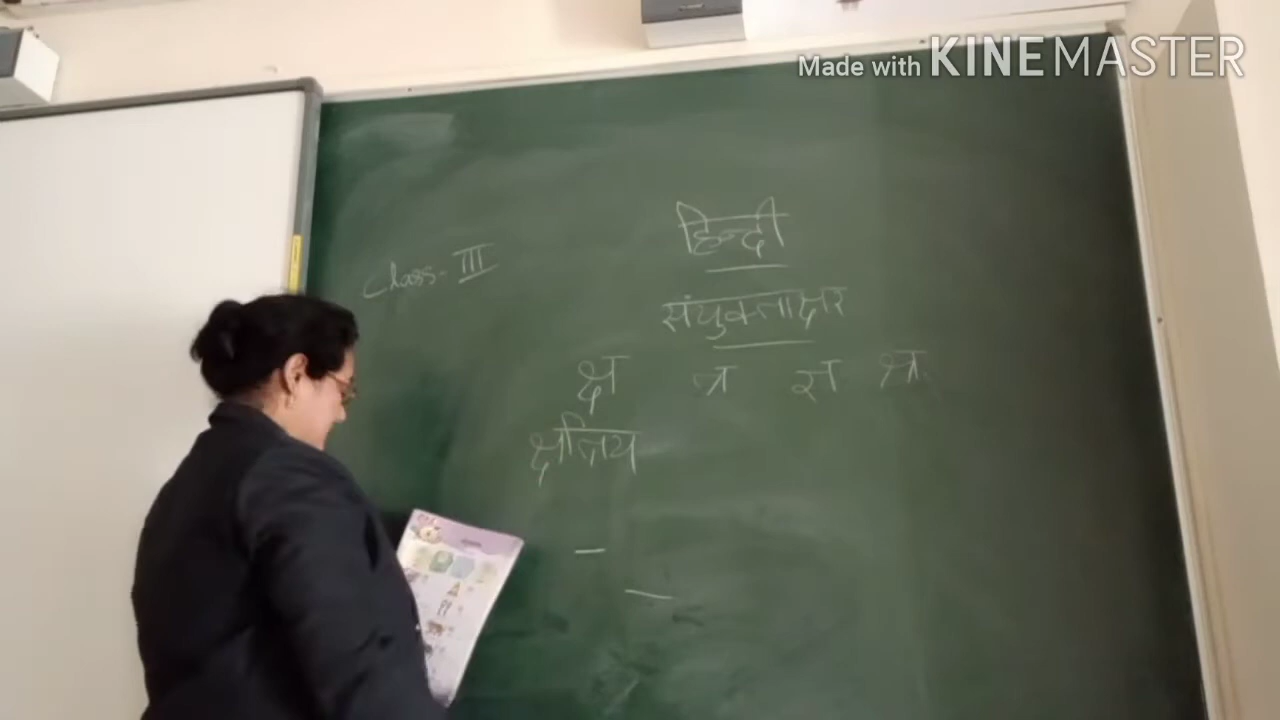 Made with KINEMASTER
हिन्दी
Class- III
संयुक्ताक्षर
क्ष त्र ज्ञ श्र
क्षत्रिय